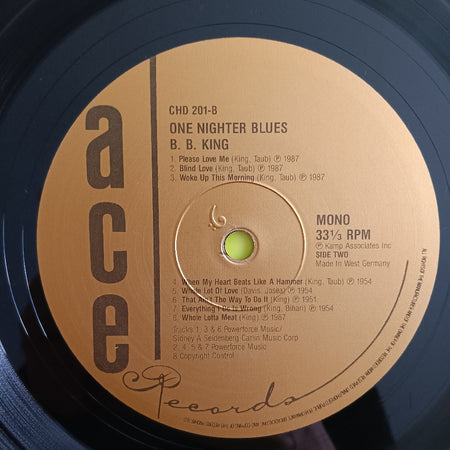 ace
Records
CHD 201-B
ONE NIGHTER BLUES
B. B. KING
1. Please Love Me (King, Taub) ℗ 1987
2. Blind Love (King, Taub) ℗ 1987
3. Woke Up This Morning (King, Taub) ℗ 1987
MONO
33⅓ RPM
℗ Kamp Associates Inc
SIDE TWO
Made in West Germany
4. When My Heart Beats Like A Hammer (King, Taub) ℗ 1954
5. Whole Lot Of Love (Davis, Jases) ℗ 1954
6. That Ain't The Way To Do It (King) ℗ 1951
7. Everything I Do Is Wrong (King, Bihari) ℗ 1954
8. Whole Lotta Meat (King) ℗ 1987
Tracks 1, 3 & 6 Powerforce Music/
Sidney A Seidenberg Carlin Music Corp
2, 4, 5 & 7 Powerforce Music
8 Copyright Control